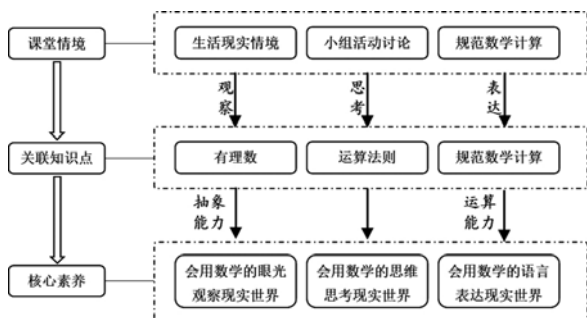 课堂情境
生活现实情境
小组活动讨论
规范数学计算
观察
思考
表达
关联知识点
有理数
运算法则
规范数学计算
抽象
能力
运算
能力
核心素养
会用数学的眼光
观察现实世界
会用数学的思维
思考现实世界
会用数学的语言
表达现实世界